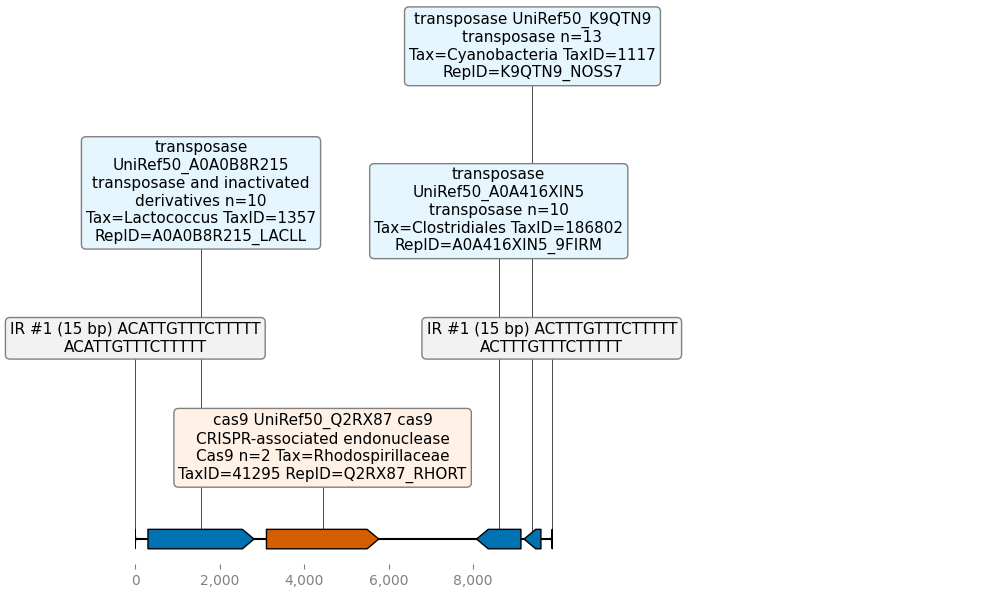 transposase UniRef50_K9QTN9
transposase n=13
Tax=Cyanobacteria TaxID=1117
RepID=K9QTN9_NOSS7
transposase
UniRef50_A0A0B8R215
transposase and inactivated
derivatives n=10
Tax=Lactococcus TaxID=1357
RepID=A0A0B8R215_LACLL
transposase
UniRef50_A0A416XIN5
transposase n=10
Tax=Clostridiales TaxID=186802
RepID=A0A416XIN5_9FIRM
IR #1 (15 bp) ACATTGTTTCTTTTT
ACATTGTTTCTTTTT
IR #1 (15 bp) ACTTTGTTTCTTTTT
ACTTTGTTTCTTTTT
cas9 UniRef50_Q2RX87 cas9
CRISPR-associated endonuclease
Cas9 n=2 Tax=Rhodospirillaceae
TaxID=41295 RepID=Q2RX87_RHORT
0 2,000 4,000 6,000 8,000